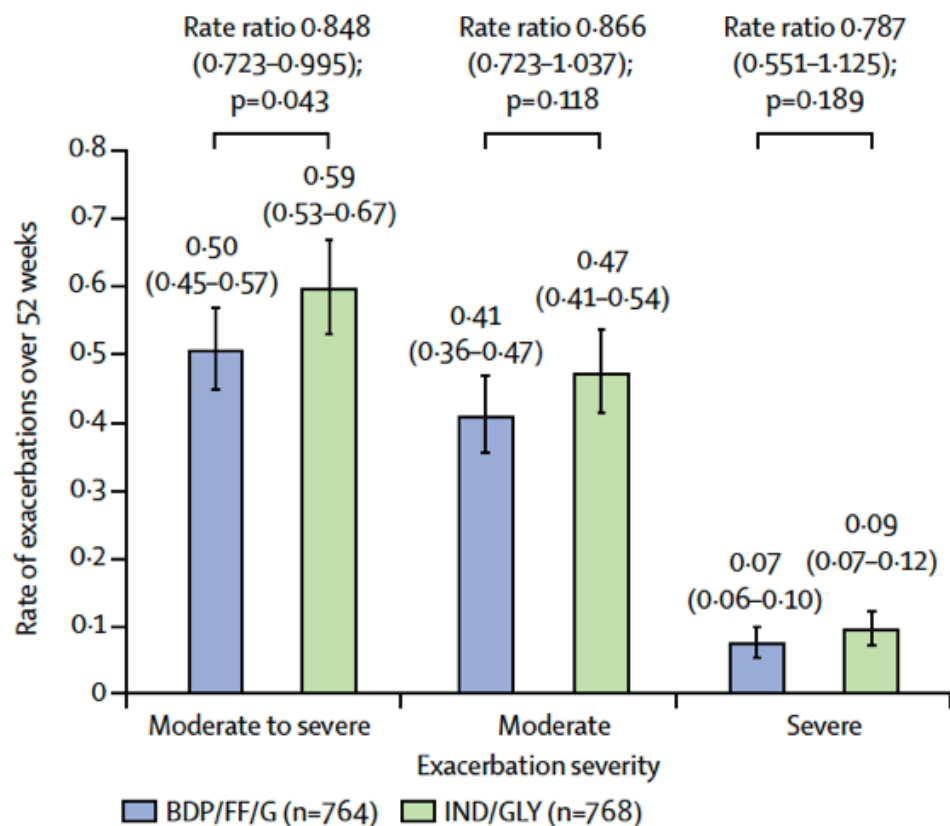 Rate ratio 0·848
(0·723–0·995);
p=0·043
Rate ratio 0·866
(0·723–1·037);
p=0·118
Rate ratio 0·787
(0·551–1·125);
p=0·189
Rate of exacerbations over 52 weeks
0·8
0·7
0·6
0·5
0·4
0·3
0·2
0·1
0
0·50
(0·45–0·57)
0·59
(0·53–0·67)
0·41
(0·36–0·47)
0·47
(0·41–0·54)
0·07
(0·06–0·10)
0·09
(0·07–0·12)
Moderate to severe
Moderate
Severe
Exacerbation severity
BDP/FF/G (n=764)
IND/GLY (n=768)